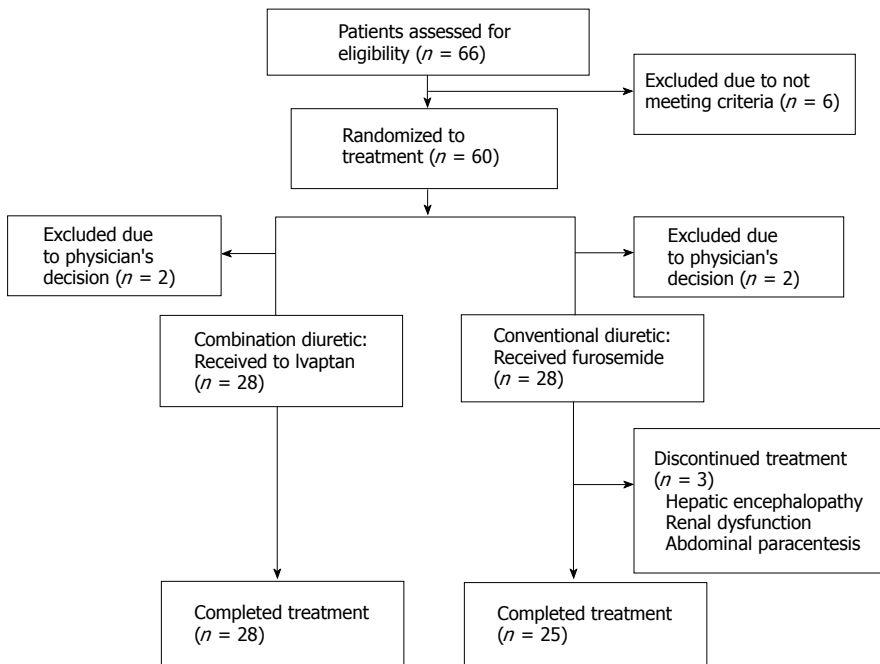 Patients assessed for
eligibility (n = 66)
Excluded due to not
meeting criteria (n = 6)
Randomized to
treatment (n = 60)
Excluded due
to physician's
decision (n = 2)
Excluded due
to physician's
decision (n = 2)
Combination diuretic:
Received to lvaptan
(n = 28)
Conventional diuretic:
Received furosemide
(n = 28)
Discontinued treatment
(n = 3)
Hepatic encephalopathy
Renal dysfunction
Abdominal paracentesis
Completed treatment
(n = 28)
Completed treatment
(n = 25)